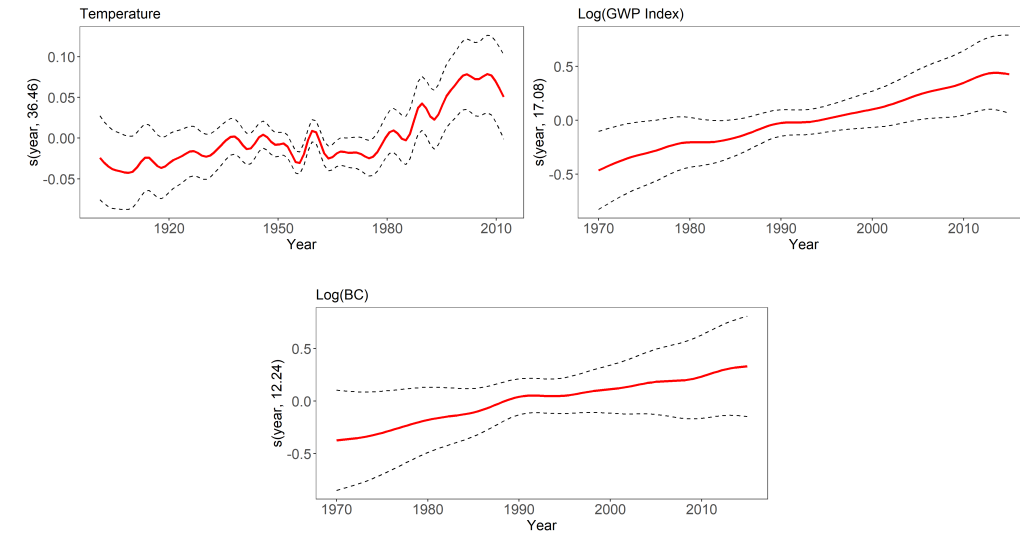 Temperature
s(year, 36.46)
0.10
0.05
0.00
-0.05
1920 1950 1980 2010
Year
Log(GWP Index)
s(year, 17.08)
0.5
0.0
-0.5
1970 1980 1990 2000 2010
Year
Log(BC)
s(year, 12.24)
0.5
0.0
-0.5
1970 1980 1990 2000 2010
Year